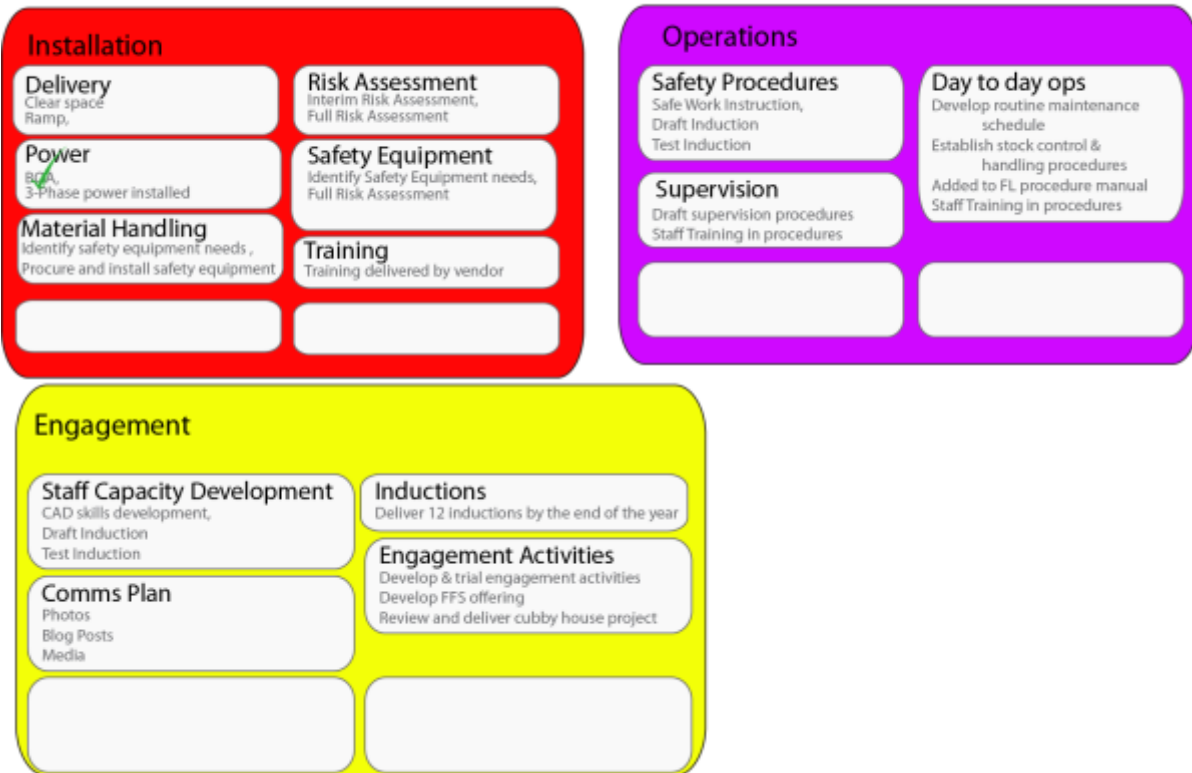 Installation
Delivery
Clear space
Ramp,
Power
3-Phase power installed
Material Handling
Identify safety equipment needs ,
Procure and install safety equipment
Risk Assessment
Interim Risk Assessment,
Full Risk Assessment
Safety Equipment
Identify Safety Equipment needs,
Full Risk Assessment
Training
Training delivered by vendor
Operations
Safety Procedures
Safe Work Instruction,
Draft Induction
Test Induction
Supervision
Draft supervision procedures
Staff Training in procedures
Day to day ops
Develop routine maintenance
schedule
Establish stock control &
handling procedures
Added to FL procedure manual
Staff Training in procedures
Engagement
Staff Capacity Development
CAD skills development,
Draft Induction
Test Induction
Comms Plan
Photos
Blog Posts
Media
Inductions
Deliver 12 inductions by the end of the year
Engagement Activities
Develop & trial engagement activities
Develop FFS offering
Review and deliver cubby house project